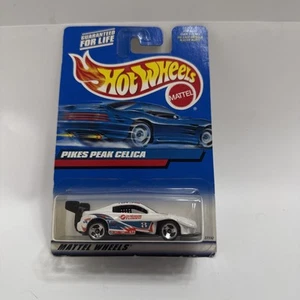 GUARANTEED
FOR LIFE
Hot Wheels
MATTEL
PIKES PEAK CELICA
MATTEL WHEELS